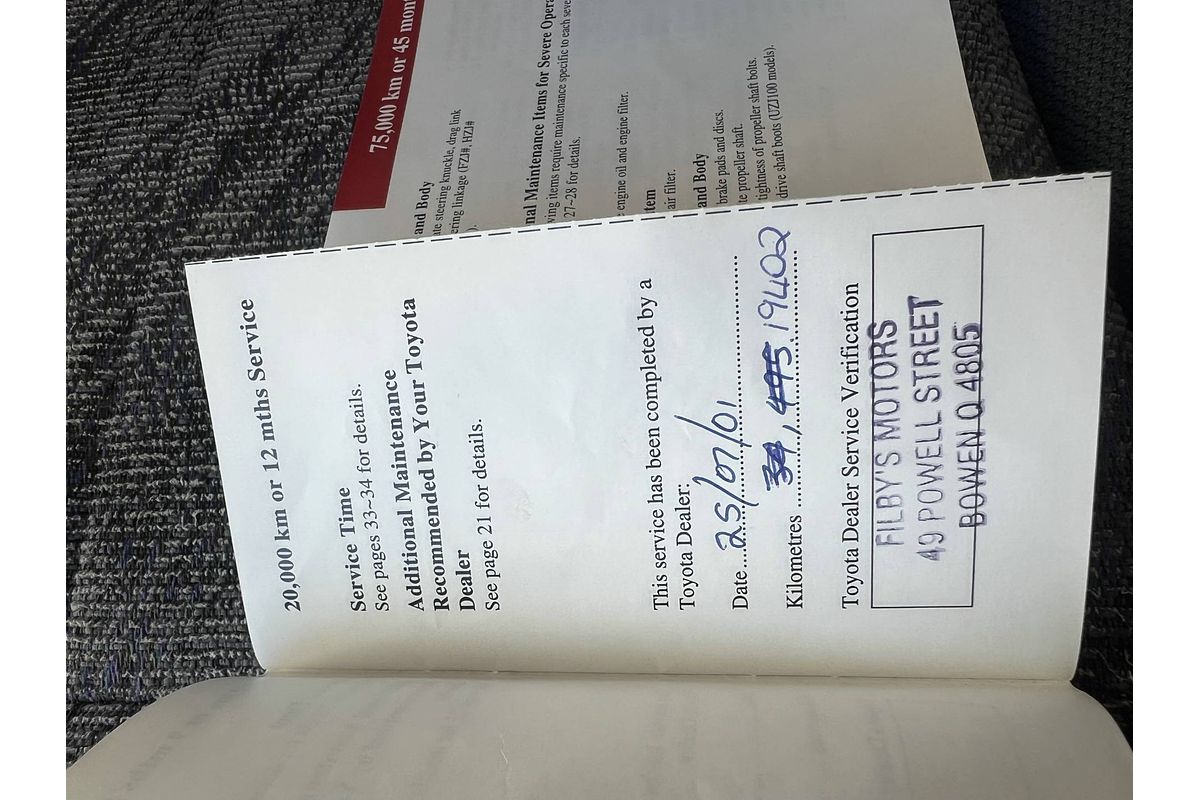 20,000 km or 12 mths Service
Service Time
See pages 33~34 for details.
Additional Maintenance
Recommended by Your Toyota
Dealer
See page 21 for details.
This service has been completed by a
Toyota Dealer:
Date 25/07/01
Kilometres 19402
Toyota Dealer Service Verification
FILBY'S MOTORS
49 POWELL STREET
BOWEN Q 4805
75,000 km or 45 mon
and Body
ate steering knuckle, drag link
ering linkage (FZJ#, HZJ#
).
nal Maintenance Items for Severe Opera
ving items require maintenance specific to each seve
27~28 for details.
e engine oil and engine filter.
tem
air filter.
and Body
brake pads and discs.
te propeller shaft.
tightness of propeller shaft bolts.
drive shaft boots (UZJ100 models).